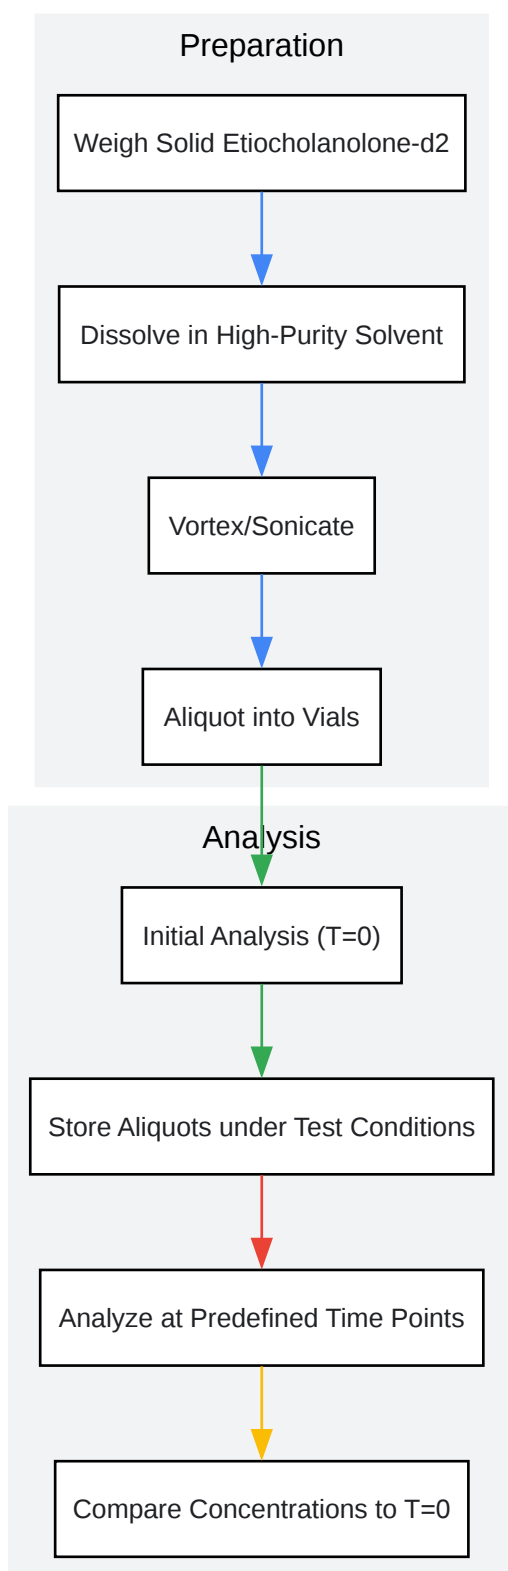 Preparation
Weigh Solid Etiocholanolone-d2
Dissolve in High-Purity Solvent
Vortex/Sonicate
Aliquot into Vials
Analysis
Initial Analysis (T=0)
Store Aliquots under Test Conditions
Analyze at Predefined Time Points
Compare Concentrations to T=0